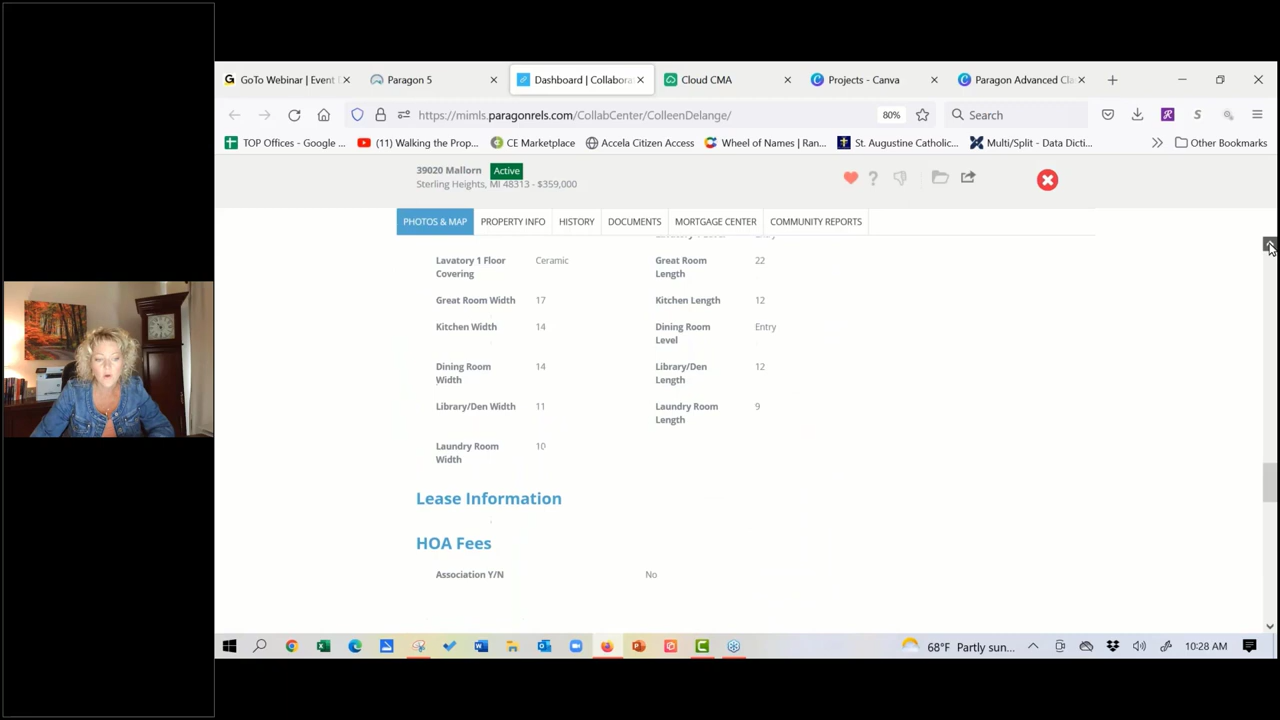 GoTo Webinar | Event
Paragon 5
Dashboard | Collabora
Cloud CMA
Projects - Canva
Paragon Advanced Cla
https://mimls.paragonrels.com/CollabCenter/ColleenDelange/
80%
Search
TOP Offices - Google ...
(11) Walking the Prop...
CE Marketplace
Accela Citizen Access
Wheel of Names | Ran...
St. Augustine Catholic...
Multi/Split - Data Dicti...
Other Bookmarks
39020 Mallorn Active
Sterling Heights, MI 48313 - $359,000
PHOTOS & MAP
PROPERTY INFO
HISTORY
DOCUMENTS
MORTGAGE CENTER
COMMUNITY REPORTS
Lavatory 1 Floor Ceramic
Covering
Great Room 22
Length
Great Room Width 17
Kitchen Length 12
Kitchen Width 14
Dining Room Entry
Level
Dining Room 14
Width
Library/Den 12
Length
Library/Den Width 11
Laundry Room 9
Length
Laundry Room 10
Width
Lease Information
HOA Fees
Association Y/N No
68°F Partly sun...
10:28 AM